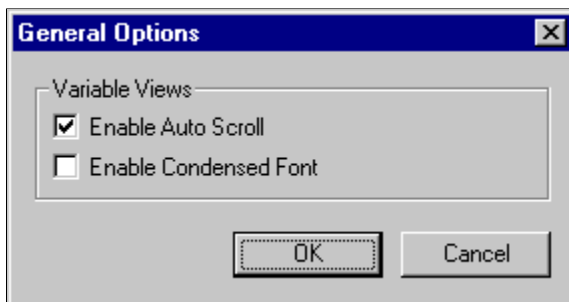 General Options
Variable Views
Enable Auto Scroll
Enable Condensed Font
OK Cancel